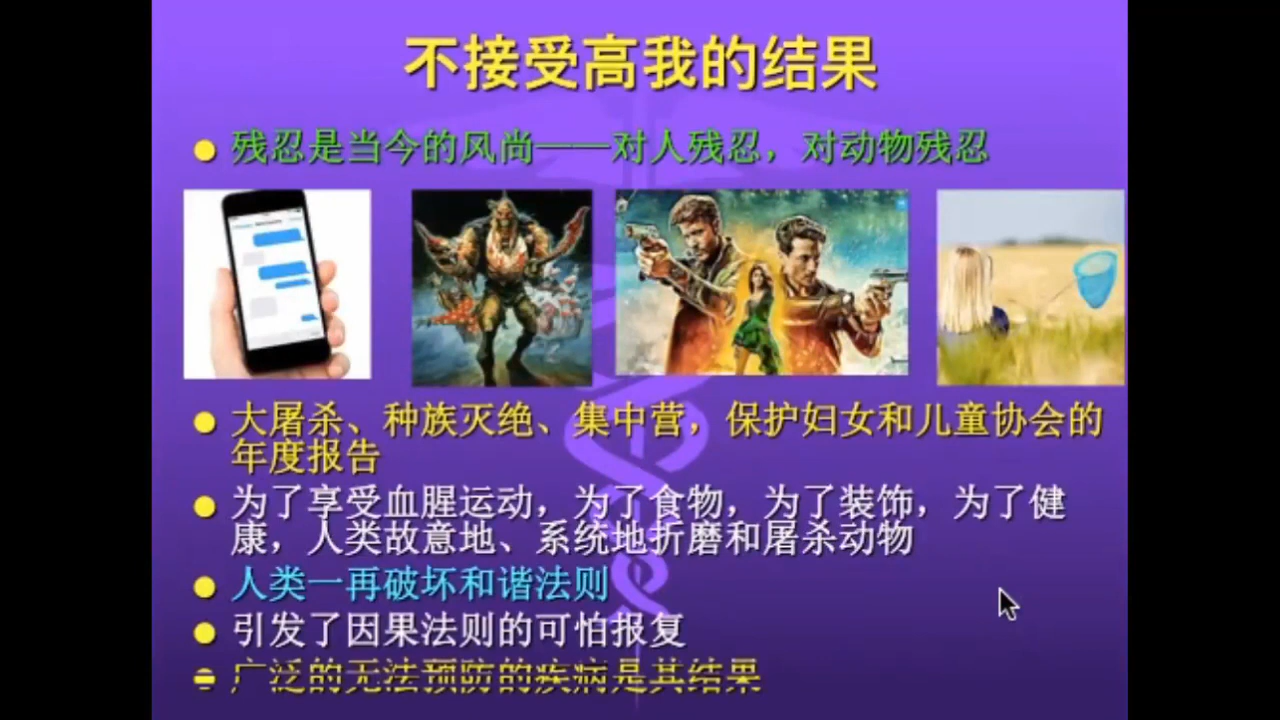 不接受高我的结果
残忍是当今的风尚——对人残忍，对动物残忍
大屠杀、种族灭绝、集中营，保护妇女和儿童协会的
年度报告
为了享受血腥运动，为了食物，为了装饰，为了健
康，人类故意地、系统地折磨和屠杀动物
人类一再破坏和谐法则
引发了因果法则的可怕报复
广泛的无法预防的疾病是其结果